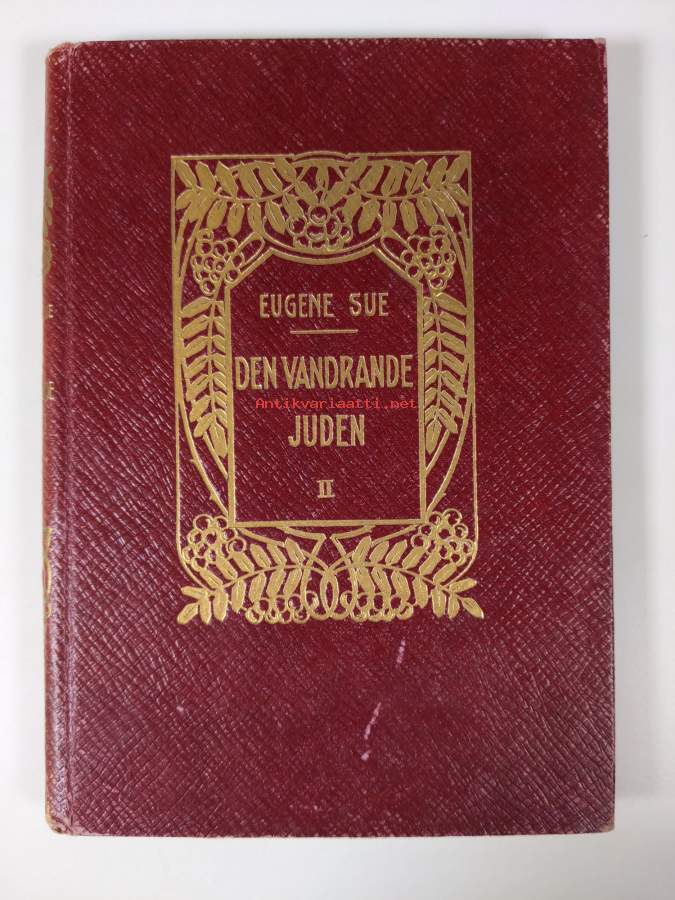 EUGENE SUE
DEN VANDRANDE
Antikvariaatti.net
JUDEN
II
E
E